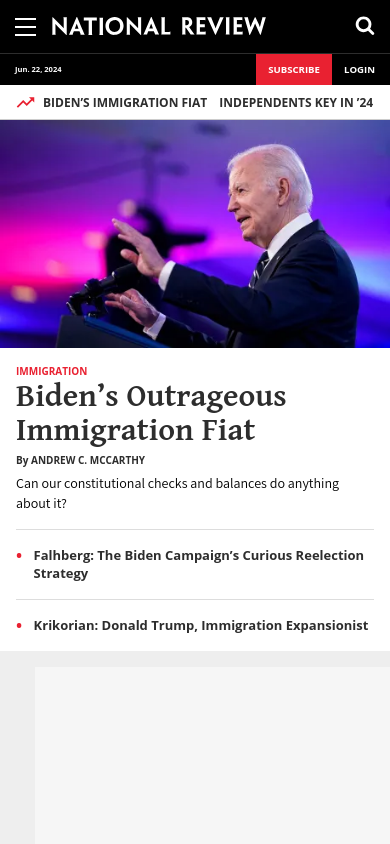 NATIONAL REVIEW
Jun. 22, 2024
SUBSCRIBE
LOGIN
BIDEN’S IMMIGRATION FIAT
INDEPENDENTS KEY IN ‘24
IMMIGRATION
Biden’s Outrageous
Immigration Fiat
By ANDREW C. MCCARTHY
Can our constitutional checks and balances do anything
about it?
Falhberg: The Biden Campaign’s Curious Reelection
Strategy
Krikorian: Donald Trump, Immigration Expansionist